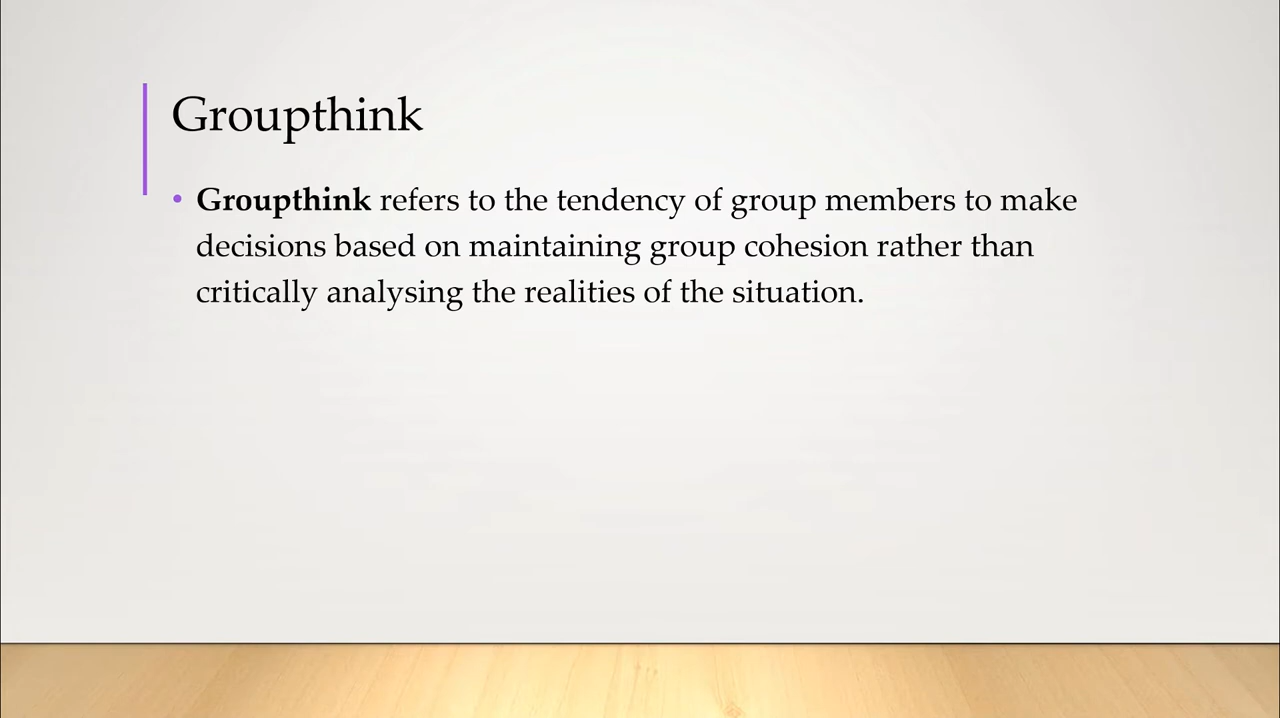 Groupthink
• Groupthink refers to the tendency of group members to make
decisions based on maintaining group cohesion rather than
critically analysing the realities of the situation.